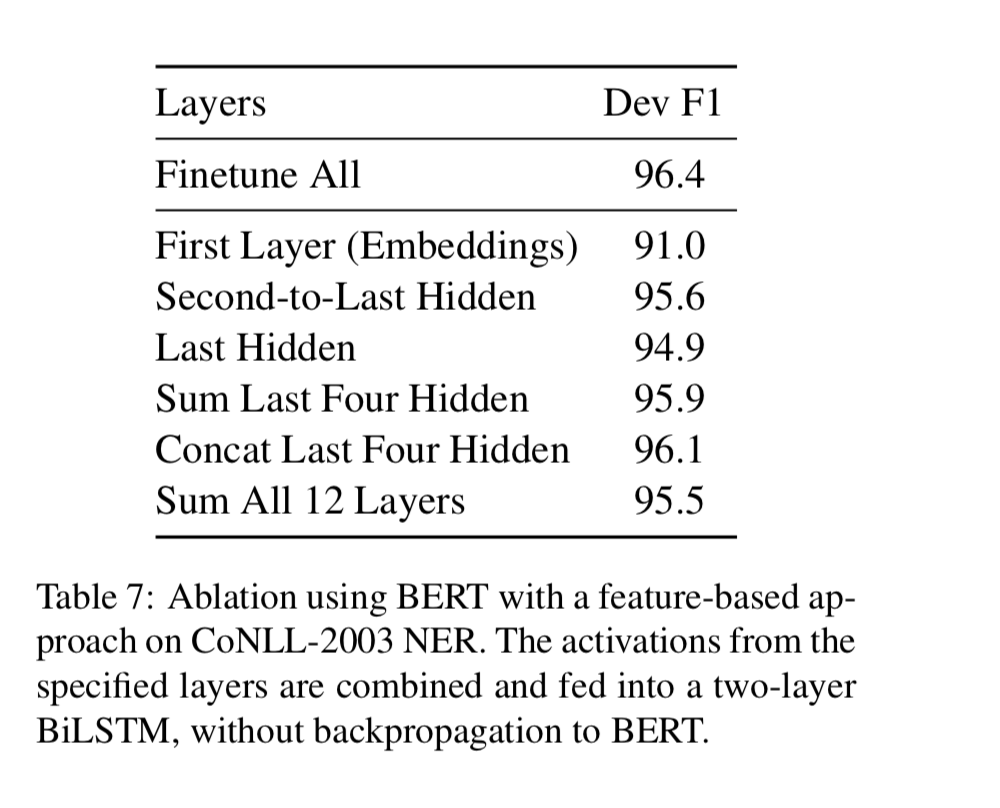 Layers Dev F1
Finetune All 96.4
First Layer (Embeddings) 91.0
Second-to-Last Hidden 95.6
Last Hidden 94.9
Sum Last Four Hidden 95.9
Concat Last Four Hidden 96.1
Sum All 12 Layers 95.5
Table 7: Ablation using BERT with a feature-based ap-
proach on CoNLL-2003 NER. The activations from the
specified layers are combined and fed into a two-layer
BiLSTM, without backpropagation to BERT.